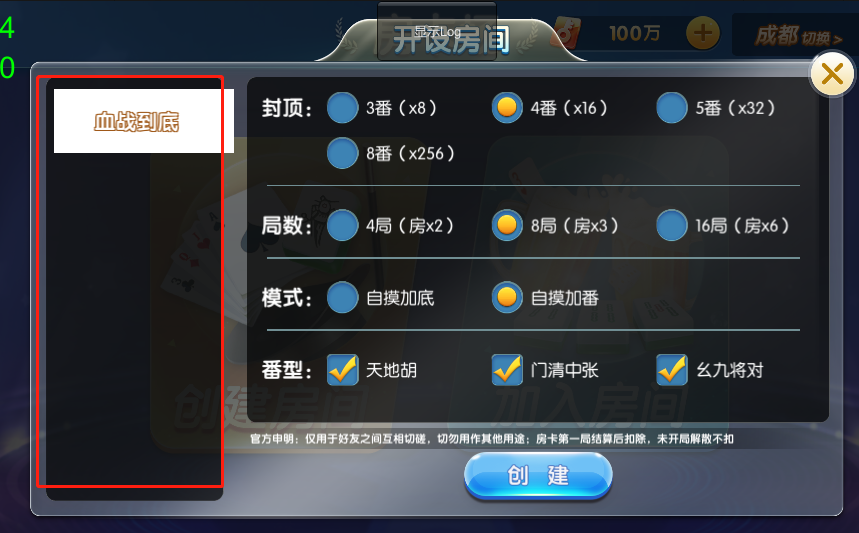 4
0
显示Log
开设房间
100万
成都 切换>
血战到底
封顶： 3番（x8） 4番（x16） 5番（x32）
8番（x256）
局数： 4局（房x2） 8局（房x3） 16局（房x6）
模式： 自摸加底 自摸加番
番型： 天地胡 门清中张 幺九将对
创建房间 加入房间
官方申明：仅用于好友之间互相切磋，切勿用作其他用途；房卡第一局结算后扣除，未开局解散不扣
创 建